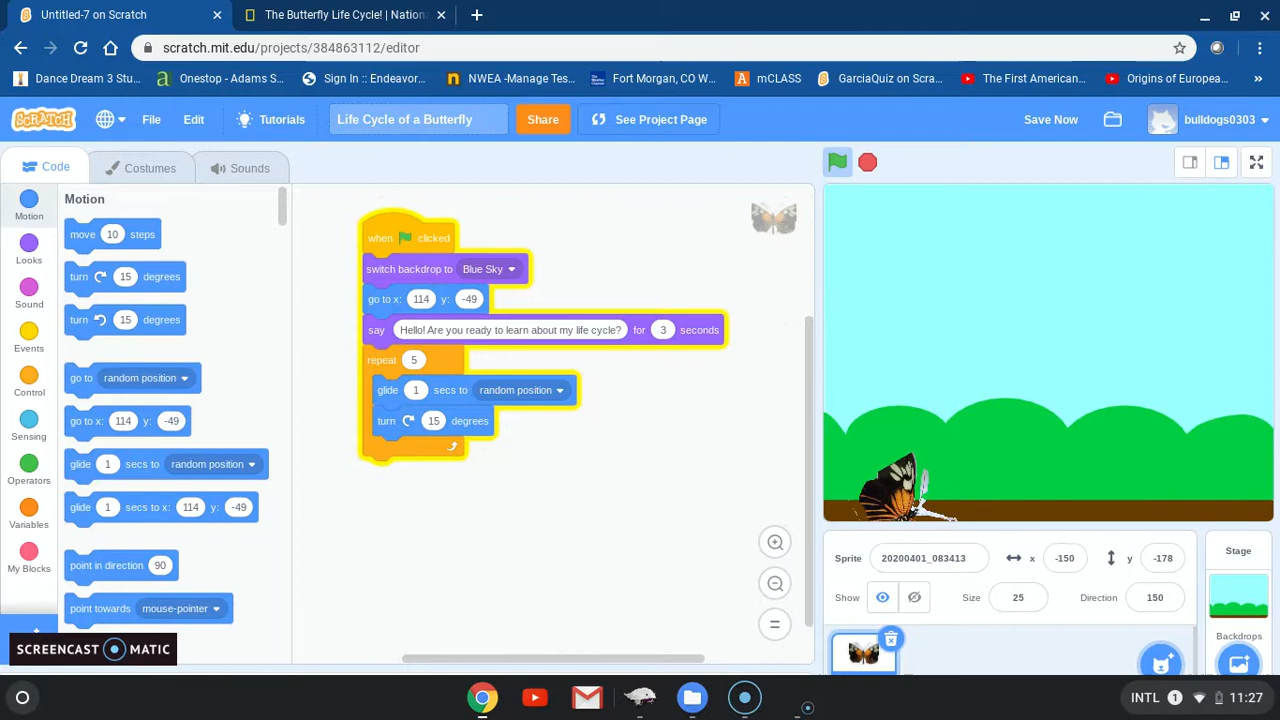 Untitled-7 on Scratch
The Butterfly Life Cycle! | Nation
scratch.mit.edu/projects/384863112/editor
Dance Dream 3 Stu...
Onestop - Adams S...
Sign In :: Endeavor...
NWEA -Manage Tes...
Fort Morgan, CO W...
mCLASS
GarciaQuiz on Scra...
The First American...
Origins of European...
»
SCRATCH
File
Edit
Tutorials
Life Cycle of a Butterfly
Share
See Project Page
Save Now
bulldogs0303
Code
Costumes
Sounds
Motion
Looks
Sound
Events
Control
Sensing
Operators
Variables
My Blocks
Motion
move 10 steps
turn 15 degrees
turn 15 degrees
go to random position
go to x: 114 y: -49
glide 1 secs to random position
glide 1 secs to x: 114 y: -49
point in direction 90
point towards mouse-pointer
when clicked
switch backdrop to Blue Sky
go to x: 114 y: -49
say Hello! Are you ready to learn about my life cycle? for 3 seconds
repeat 5
glide 1 secs to random position
turn 15 degrees
Sprite 20200401_083413 x -150 y -178
Show Size 25 Direction 150
Stage
Backdrops
SCREENCAST MATIC
INTL 1 11:27